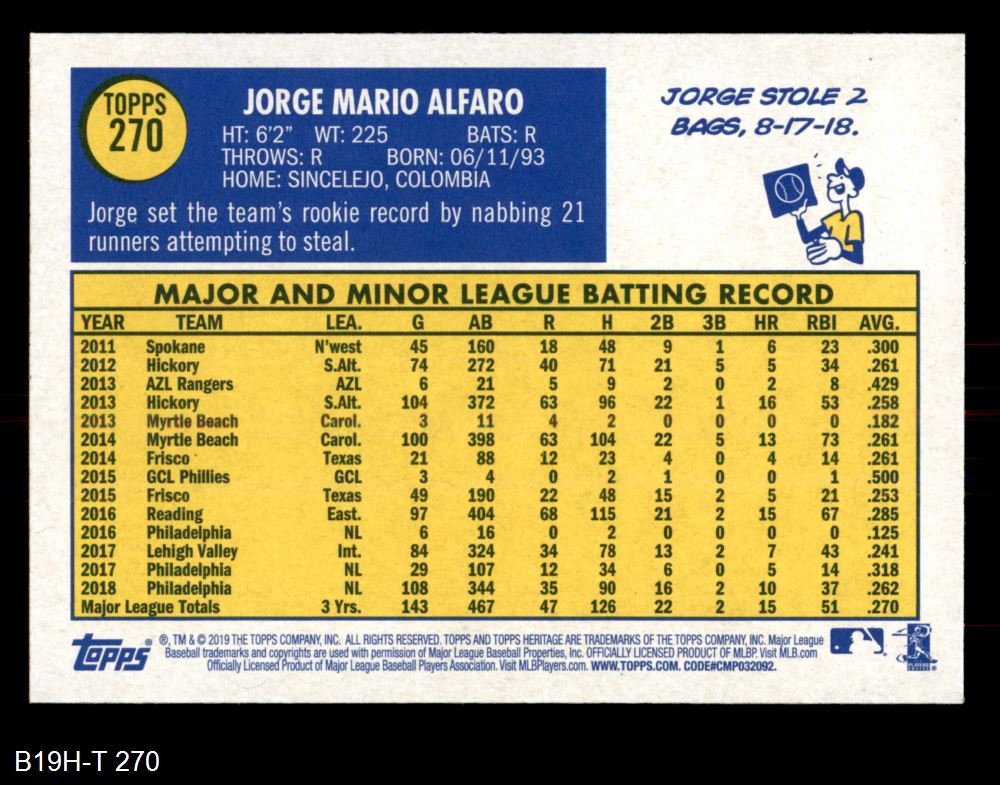 TOPPS
270
JORGE MARIO ALFARO
HT: 6'2" WT: 225 BATS: R
THROWS: R BORN: 06/11/93
HOME: SINCELEJO, COLOMBIA
Jorge set the team's rookie record by nabbing 21
runners attempting to steal.
JORGE STOLE 2
BAGS, 8-17-18.
MAJOR AND MINOR LEAGUE BATTING RECORD
YEAR TEAM LEA. G AB R H 2B 3B HR RBI AVG.
2011 Spokane N'west 45 160 18 48 9 1 6 23 .300
2012 Hickory S.Alt. 74 272 40 71 21 5 5 34 .261
2013 AZL Rangers AZL 6 21 5 9 2 0 2 8 .429
2013 Hickory S.Alt. 104 372 63 96 22 1 16 53 .258
2013 Myrtle Beach Carol. 3 11 4 2 0 0 0 0 .182
2014 Myrtle Beach Carol. 100 398 63 104 22 5 13 73 .261
2014 Frisco Texas 21 88 12 23 4 0 4 14 .261
2015 GCL Phillies GCL 3 4 0 2 1 0 0 1 .500
2015 Frisco Texas 49 190 22 48 15 2 5 21 .253
2016 Reading East. 97 404 68 115 21 2 15 67 .285
2016 Philadelphia NL 6 16 0 2 0 0 0 0 .125
2017 Lehigh Valley Int. 84 324 34 78 13 2 7 43 .241
2017 Philadelphia NL 29 107 12 34 6 0 5 14 .318
2018 Philadelphia NL 108 344 35 90 16 2 10 37 .262
Major League Totals 3 Yrs. 143 467 47 126 22 2 15 51 .270
Topps ® ®, TM & © 2019 THE TOPPS COMPANY, INC. ALL RIGHTS RESERVED. TOPPS AND TOPPS HERITAGE ARE TRADEMARKS OF THE TOPPS COMPANY, INC. Major League
Baseball trademarks and copyrights are used with permission of Major League Baseball Properties, Inc. OFFICIALLY LICENSED PRODUCT OF MLBP. Visit MLB.com
Officially Licensed Product of Major League Baseball Players Association. Visit MLBPlayers.com. WWW.TOPPS.COM. CODE#CMP032092.
B19H-T 270